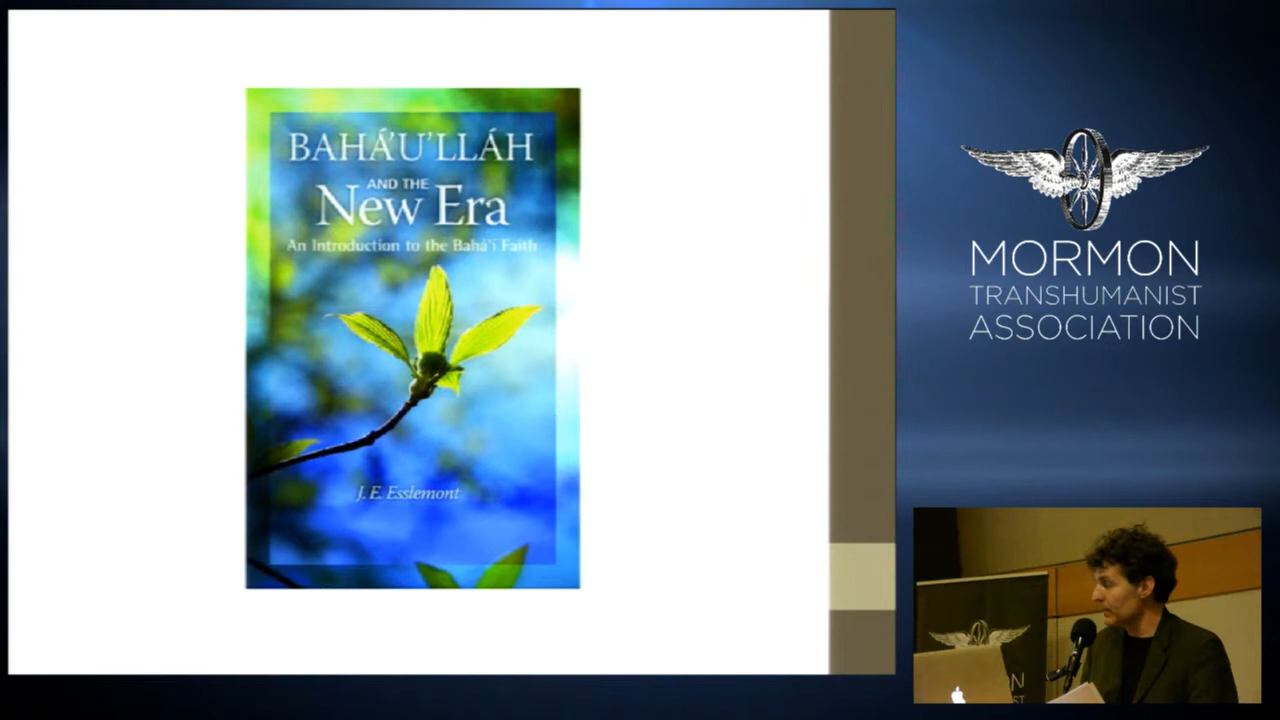 BAHÁ'U'LLÁH
AND THE
New Era
An Introduction to the Bahá'í Faith
J. E. Esslemont
MORMON
TRANSHUMANIST
ASSOCIATION